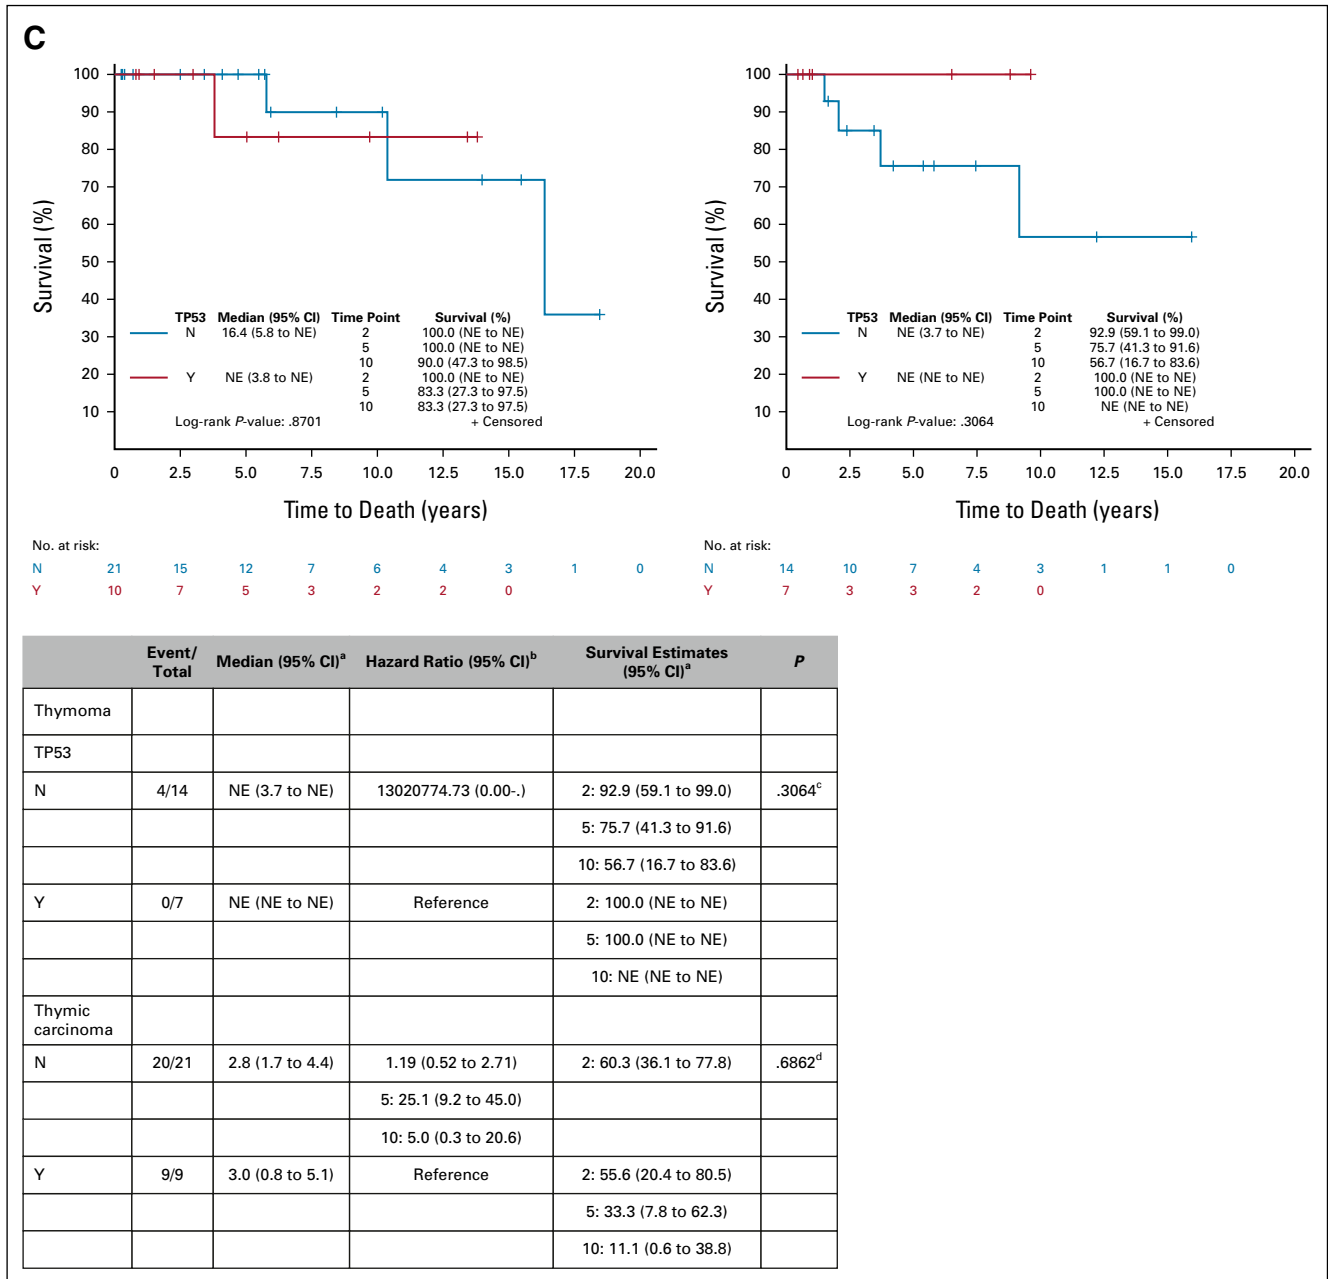 C
100
90
80
70
60
50
40
30
20
10
Survival (%)
TP53 Median (95% CI) Time Point Survival (%)
N 16.4 (5.8 to NE) 2 100.0 (NE to NE)
5 100.0 (NE to NE)
10 90.0 (47.3 to 98.5)
Y NE (3.8 to NE) 2 100.0 (NE to NE)
5 83.3 (27.3 to 97.5)
10 83.3 (27.3 to 97.5)
Log-rank P-value: .8701 + Censored
0 2.5 5.0 7.5 10.0 12.5 15.0 17.5 20.0
Time to Death (years)
No. at risk:
N 21 15 12 7 6 4 3 1 0
Y 10 7 5 3 2 2 0
100
90
80
70
60
50
40
30
20
10
Survival (%)
TP53 Median (95% CI) Time Point Survival (%)
N NE (3.7 to NE) 2 92.9 (59.1 to 99.0)
5 75.7 (41.3 to 91.6)
10 56.7 (16.7 to 83.6)
Y NE (NE to NE) 2 100.0 (NE to NE)
5 100.0 (NE to NE)
10 NE (NE to NE)
Log-rank P-value: .3064 + Censored
0 2.5 5.0 7.5 10.0 12.5 15.0 17.5 20.0
Time to Death (years)
No. at risk:
N 14 10 7 4 3 1 1 0
Y 7 3 3 2 0
Event/
Total Median (95% CI)a Hazard Ratio (95% CI)b Survival Estimates
(95% CI)a P
Thymoma
TP53
N 4/14 NE (3.7 to NE) 13020774.73 (0.00-.) 2: 92.9 (59.1 to 99.0) .3064c
5: 75.7 (41.3 to 91.6)
10: 56.7 (16.7 to 83.6)
Y 0/7 NE (NE to NE) Reference 2: 100.0 (NE to NE)
5: 100.0 (NE to NE)
10: NE (NE to NE)
Thymic
carcinoma
N 20/21 2.8 (1.7 to 4.4) 1.19 (0.52 to 2.71) 2: 60.3 (36.1 to 77.8) .6862d
5: 25.1 (9.2 to 45.0)
10: 5.0 (0.3 to 20.6)
Y 9/9 3.0 (0.8 to 5.1) Reference 2: 55.6 (20.4 to 80.5)
5: 33.3 (7.8 to 62.3)
10: 11.1 (0.6 to 38.8)